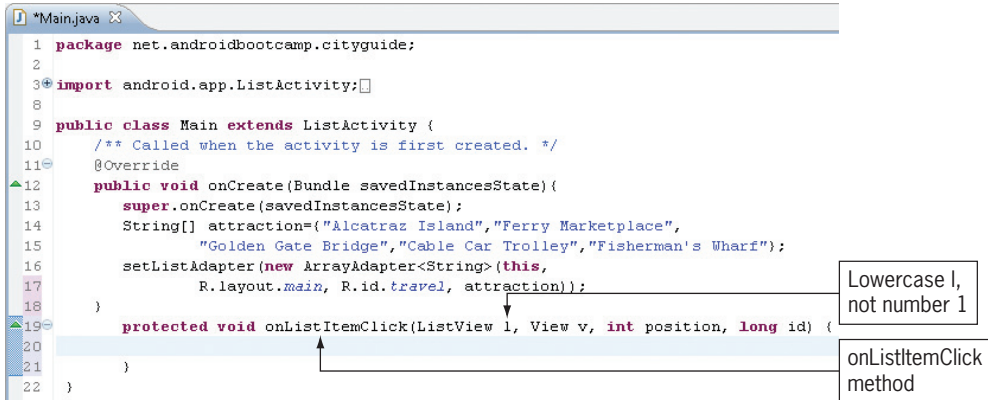 *Main.java
1 package net.androidbootcamp.cityguide;
2
3 import android.app.ListActivity;
8
9 public class Main extends ListActivity {
10 /** Called when the activity is first created. */
11 @Override
12 public void onCreate(Bundle savedInstancesState){
13 super.onCreate(savedInstancesState);
14 String[] attraction={"Alcatraz Island","Ferry Marketplace",
15 "Golden Gate Bridge","Cable Car Trolley","Fisherman's Wharf"};
16 setListAdapter(new ArrayAdapter<String>(this,
17 R.layout.main, R.id.travel, attraction));
18 }
19 protected void onListItemClick(ListView l, View v, int position, long id) {
20
21 }
22 }
Lowercase l,
not number 1
onListItemClick
method